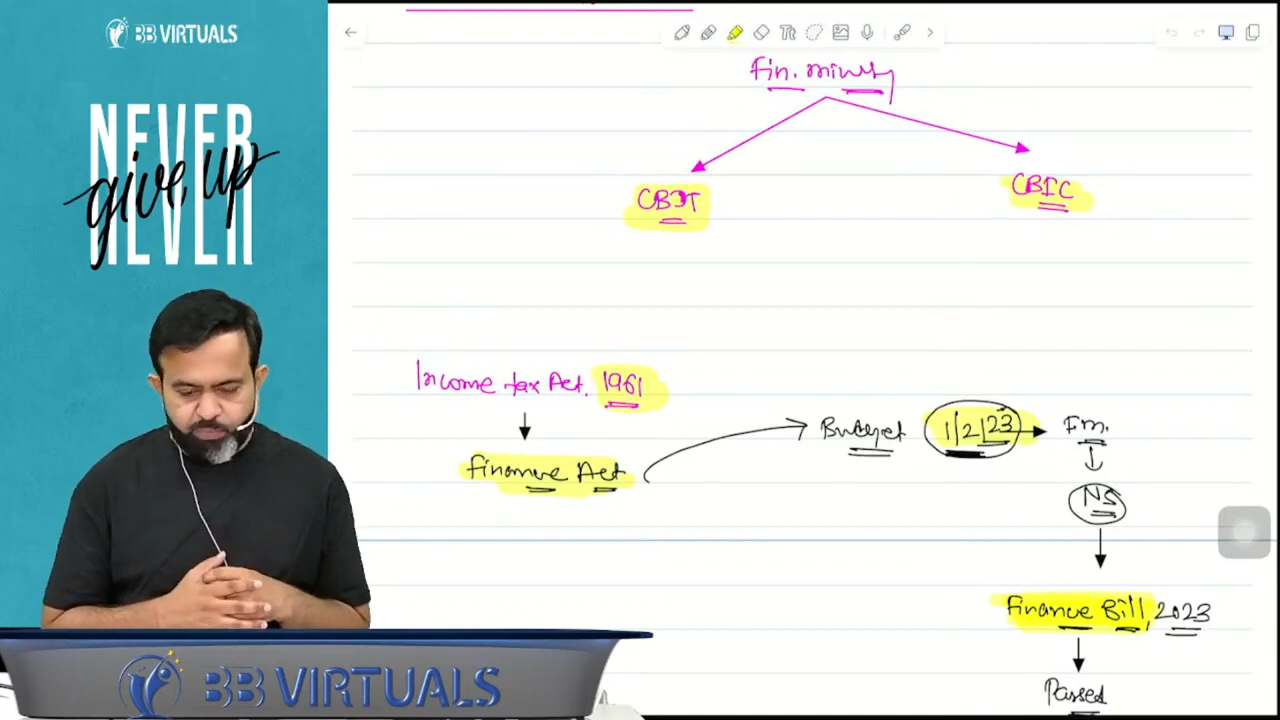 BB VIRTUALS
NEVER
give up
NEVER
Fin. ministry
CBDT
CBIC
Income tax Act. 1961
Finance Act
Budget 1/2/23
Fm.
NS
Finance Bill, 2023
Passed
BB VIRTUALS